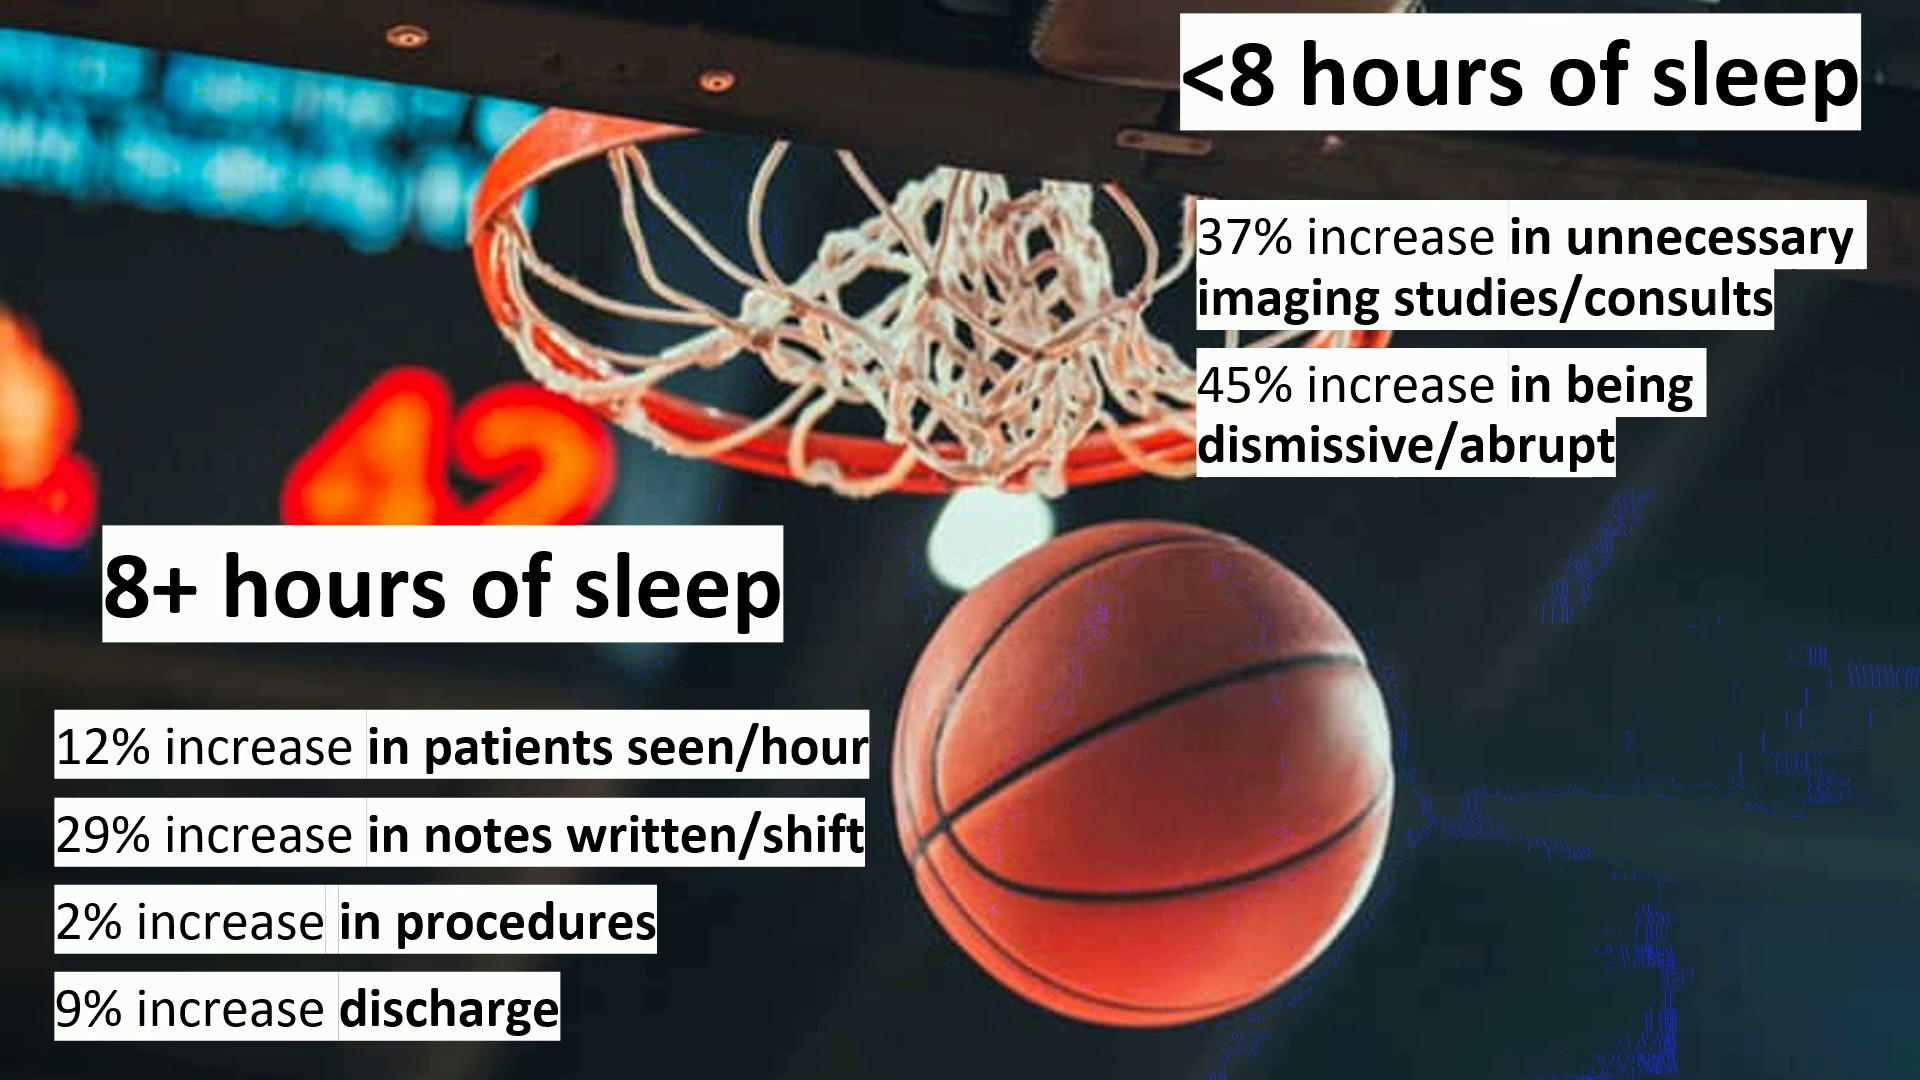 <8 hours of sleep
37% increase in unnecessary
imaging studies/consults
45% increase in being
dismissive/abrupt
42
8+ hours of sleep
12% increase in patients seen/hour
29% increase in notes written/shift
2% increase in procedures
9% increase discharge